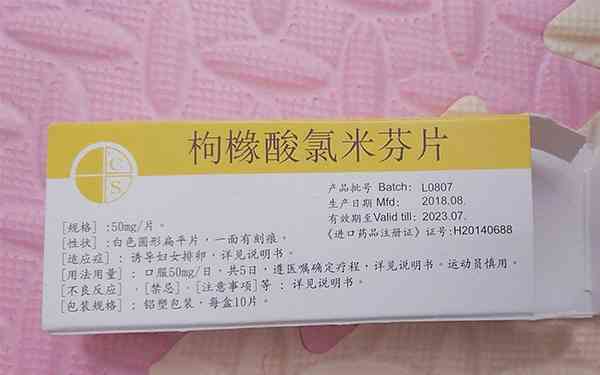 枸橼酸氯米芬片
C
S
产品批号 Batch: L0807
生产日期 Mfd: 2018.08.
有效期至Valid till: 2023.07.
《进口药品注册证》证号:H20140688
[规格] :50mg/片。
[性状] :白色圆形扁平片,一面有刻痕。
[适应症] : 诱导妇女排卵,详见说明书。
[用法用量] : 口服50mg/日,共5日,遵医嘱确定疗程,详见说明书。运动员慎用。
[不良反应]﹑[禁忌]﹑[注意事项]等 : 详见说明书。
[包装规格] : 铝塑包装,每盒10片。